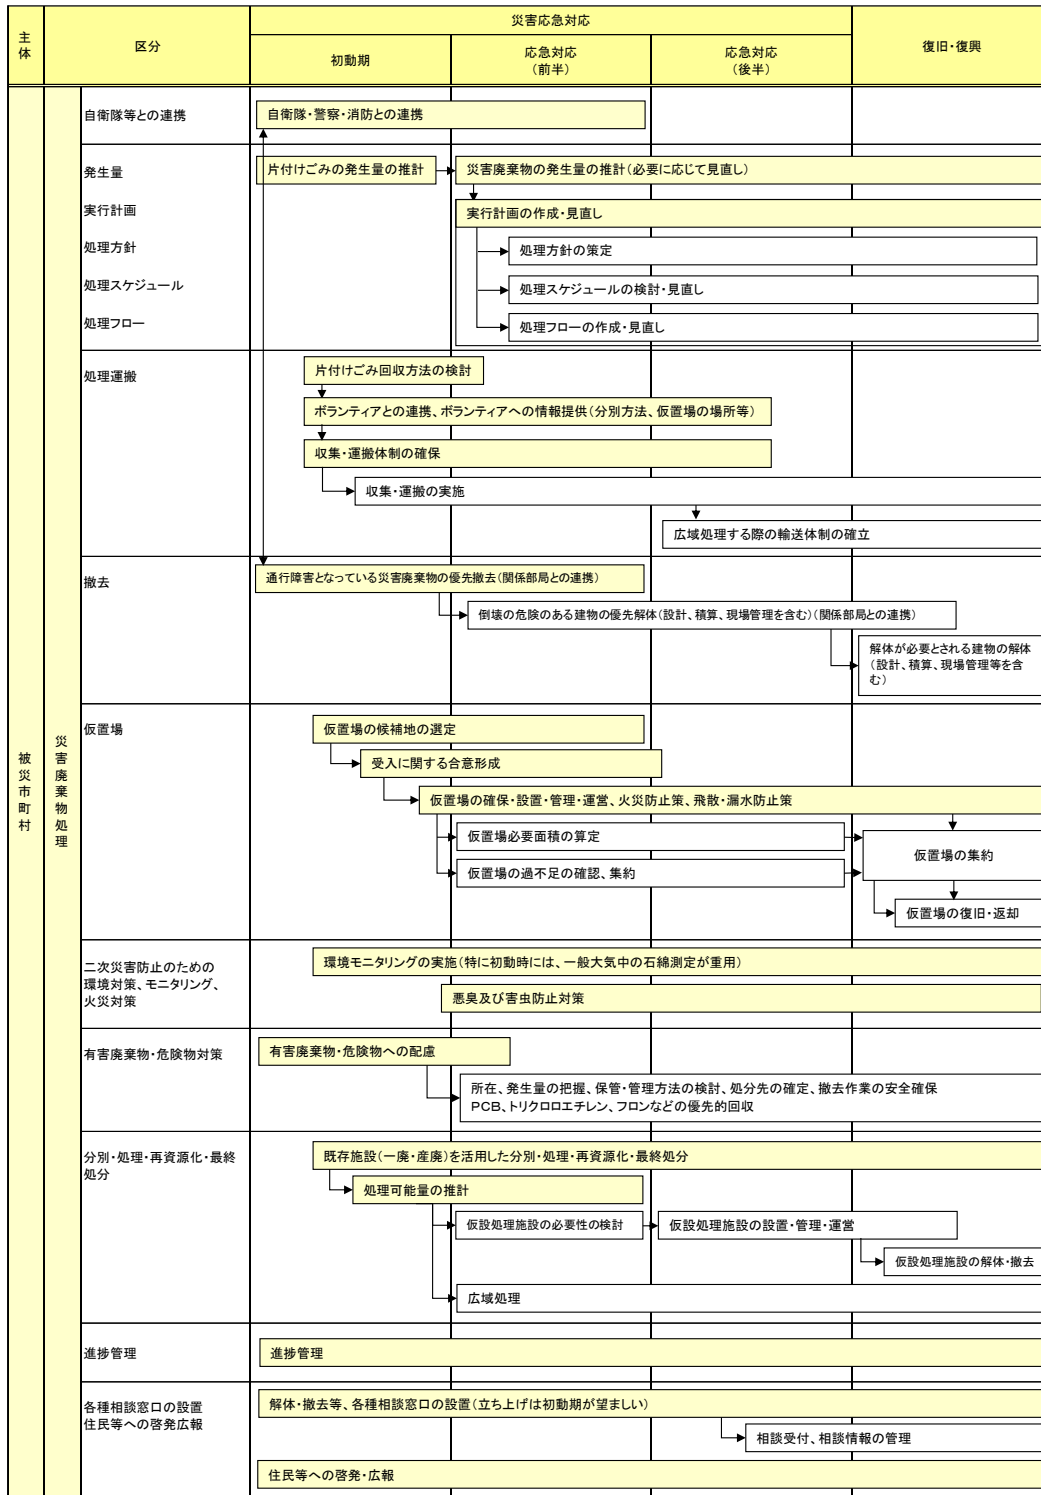 主体
区分
災害応急対応
初動期
応急対応
(前半)
応急対応
(後半)
復旧・復興
被災市町村
災害廃棄物処理
自衛隊等との連携
自衛隊・警察・消防との連携
発生量
片付けごみの発生量の推計
災害廃棄物の発生量の推計(必要に応じて見直し)
実行計画
実行計画の作成・見直し
処理方針
処理方針の策定
処理スケジュール
処理スケジュールの検討・見直し
処理フロー
処理フローの作成・見直し
処理運搬
片付けごみ回収方法の検討
ボランティアとの連携、ボランティアへの情報提供(分別方法、仮置場の場所等)
収集・運搬体制の確保
収集・運搬の実施
広域処理する際の輸送体制の確立
撤去
通行障害となっている災害廃棄物の優先撤去(関係部局との連携)
倒壊の危険のある建物の優先解体(設計、積算、現場管理を含む)(関係部局との連携)
解体が必要とされる建物の解体
(設計、積算、現場管理等を含
む)
仮置場
仮置場の候補地の選定
受入に関する合意形成
仮置場の確保・設置・管理・運営、火災防止策、飛散・漏水防止策
仮置場必要面積の算定
仮置場の集約
仮置場の過不足の確認、集約
仮置場の復旧・返却
二次災害防止のための
環境対策、モニタリング、
火災対策
環境モニタリングの実施(特に初動時には、一般大気中の石綿測定が重用)
悪臭及び害虫防止対策
有害廃棄物・危険物対策
有害廃棄物・危険物への配慮
所在、発生量の把握、保管・管理方法の検討、処分先の確定、撤去作業の安全確保
PCB、トリクロロエチレン、フロンなどの優先的回収
分別・処理・再資源化・最終
処分
既存施設(一廃・産廃)を活用した分別・処理・再資源化・最終処分
処理可能量の推計
仮設処理施設の必要性の検討
仮設処理施設の設置・管理・運営
仮設処理施設の解体・撤去
広域処理
進捗管理
進捗管理
各種相談窓口の設置
住民等への啓発広報
解体・撤去等、各種相談窓口の設置(立ち上げは初動期が望ましい)
相談受付、相談情報の管理
住民等への啓発・広報